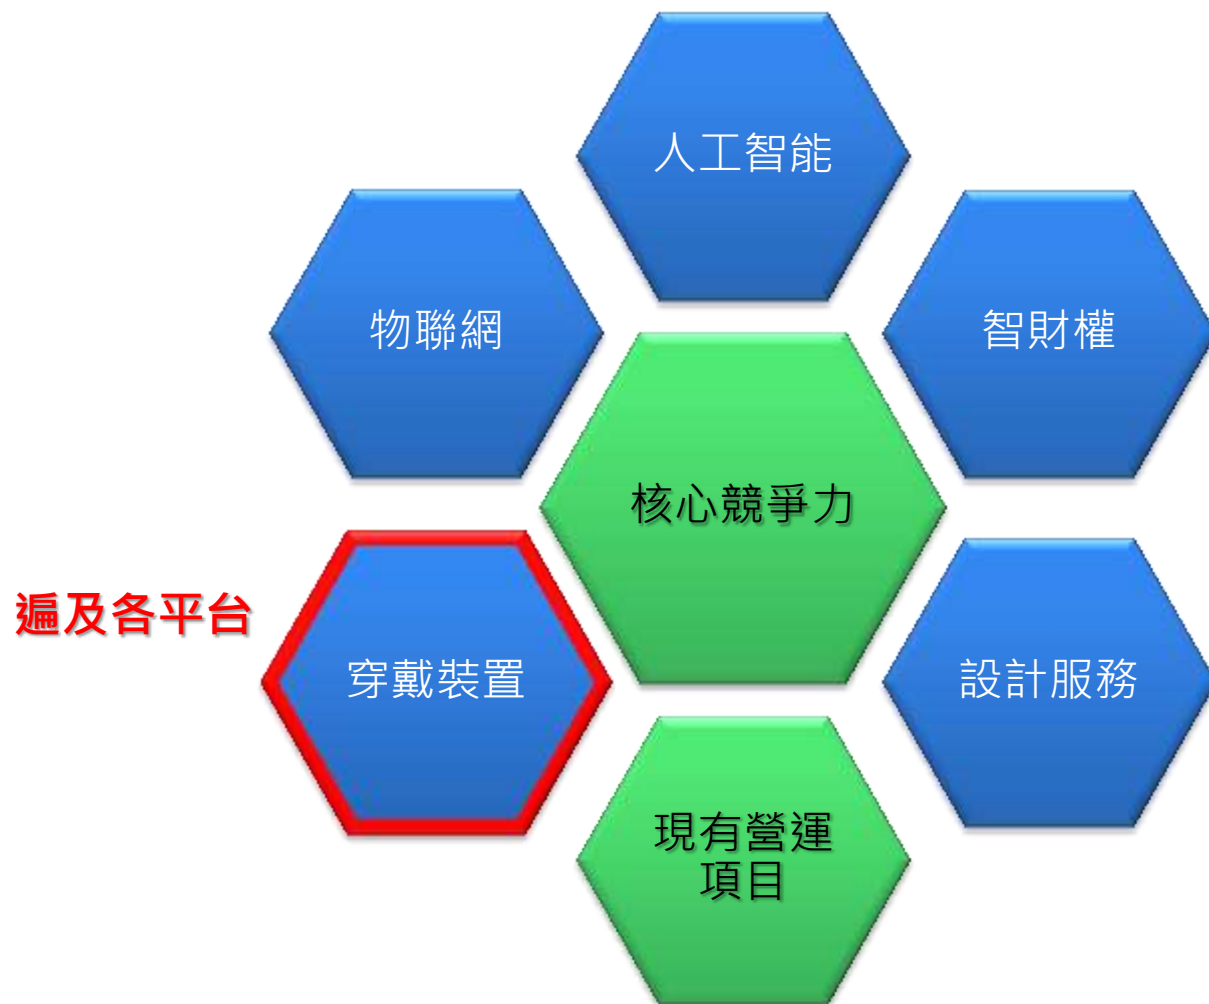 人工智能
物聯網
智財權
核心競爭力
遍及各平台
穿戴裝置
設計服務
現有營運
項目